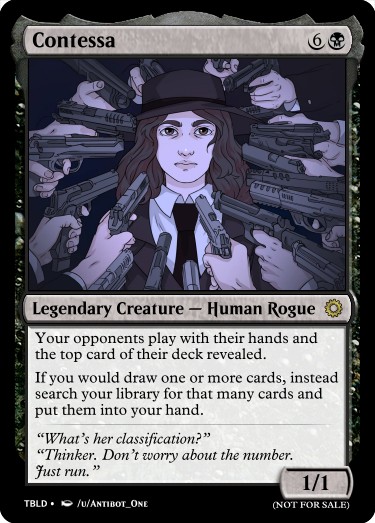 Contessa 6
Legendary Creature — Human Rogue
Your opponents play with their hands and
the top card of their deck revealed.
If you would draw one or more cards, instead
search your library for that many cards and
put them into your hand.
“What's her classification?”
“Thinker. Don't worry about the number.
Just run.”
1/1
TBLD • /u/Antibot_One
(NOT FOR SALE)